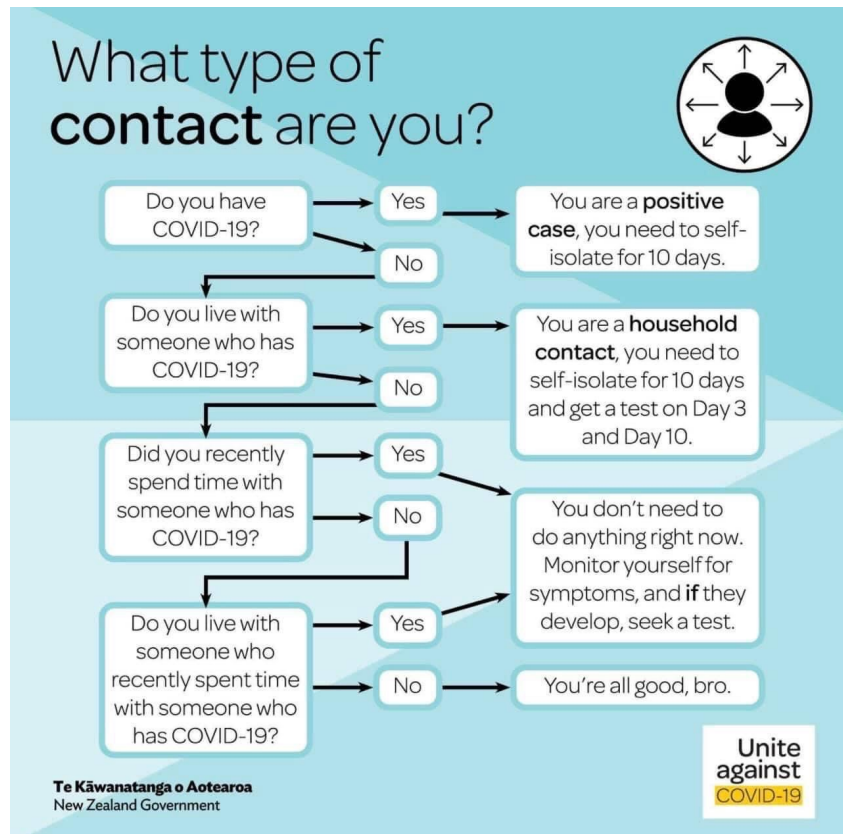 What type of
contact are you?
Do you have
COVID-19?
Yes
You are a positive
case, you need to self-
isolate for 10 days.
No
Do you live with
someone who has
COVID-19?
Yes
You are a household
contact, you need to
self-isolate for 10 days
and get a test on Day 3
and Day 10.
No
Did you recently
spend time with
someone who has
COVID-19?
Yes
No
You don't need to
do anything right now.
Monitor yourself for
symptoms, and if they
develop, seek a test.
Do you live with
someone who
recently spent time
with someone who
has COVID-19?
Yes
No
You're all good, bro.
Te Kāwanatanga o Aotearoa
New Zealand Government
Unite
against
COVID-19